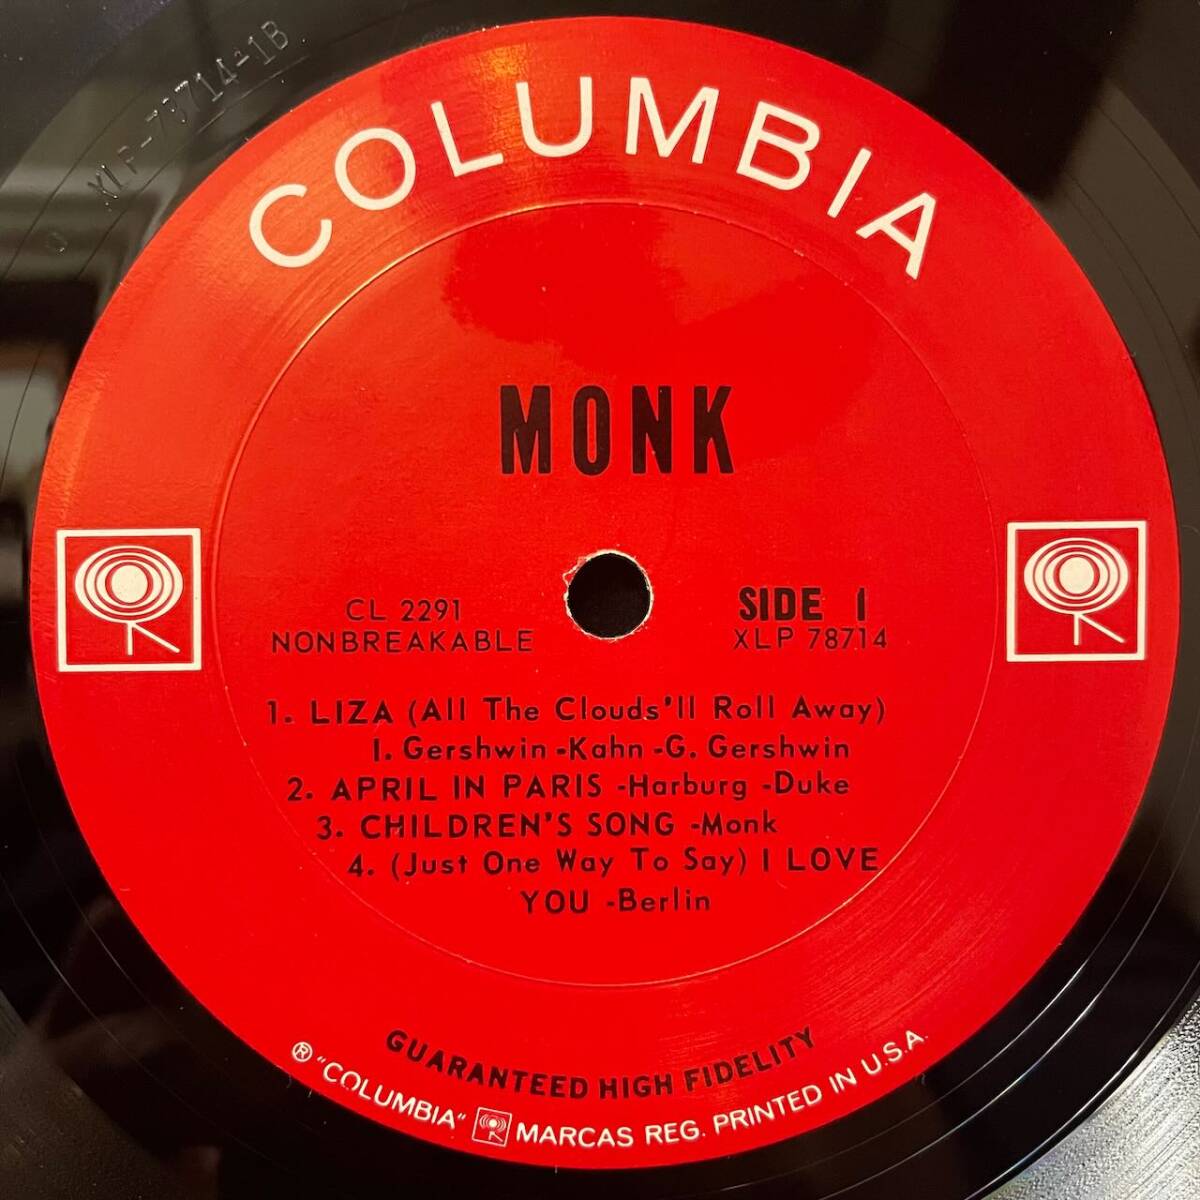 XLP-78714-1B
COLUMBIA
MONK
CL 2291
NONBREAKABLE
SIDE 1
XLP 78714
1. LIZA (All The Clouds'll Roll Away)
I. Gershwin -Kahn -G. Gershwin
2. APRIL IN PARIS -Harburg -Duke
3. CHILDREN'S SONG -Monk
4. (Just One Way To Say) I LOVE
YOU -Berlin
GUARANTEED HIGH FIDELITY
® "COLUMBIA" MARCAS REG. PRINTED IN U.S.A.